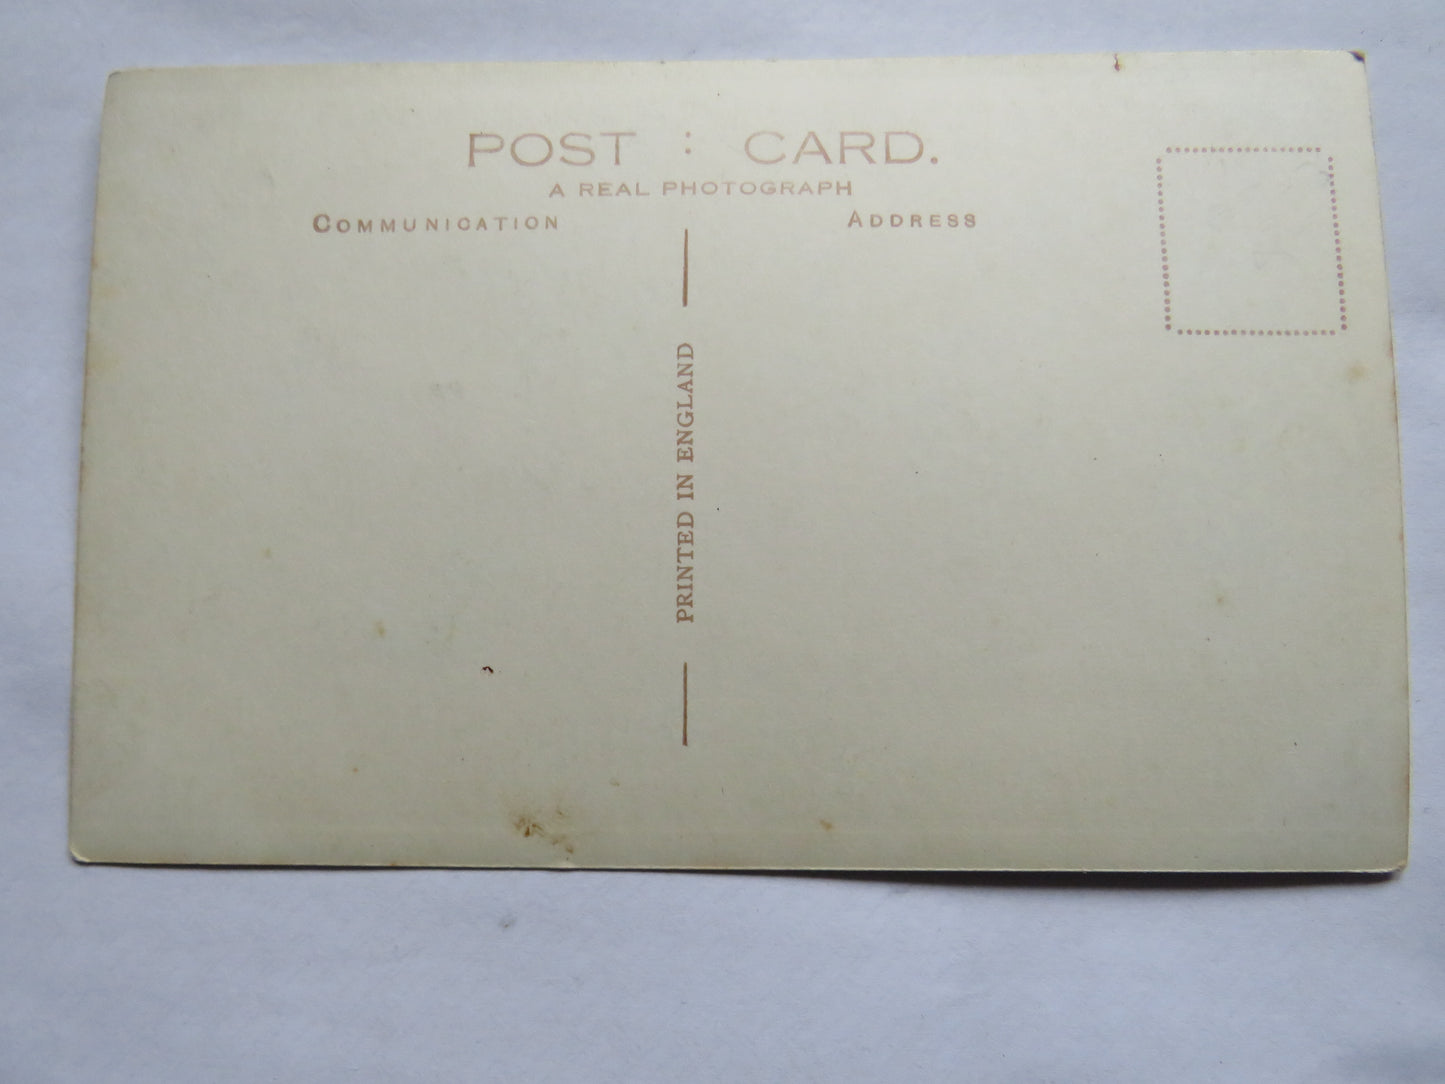 POST : CARD.
A REAL PHOTOGRAPH
COMMUNICATION
ADDRESS
PRINTED IN ENGLAND